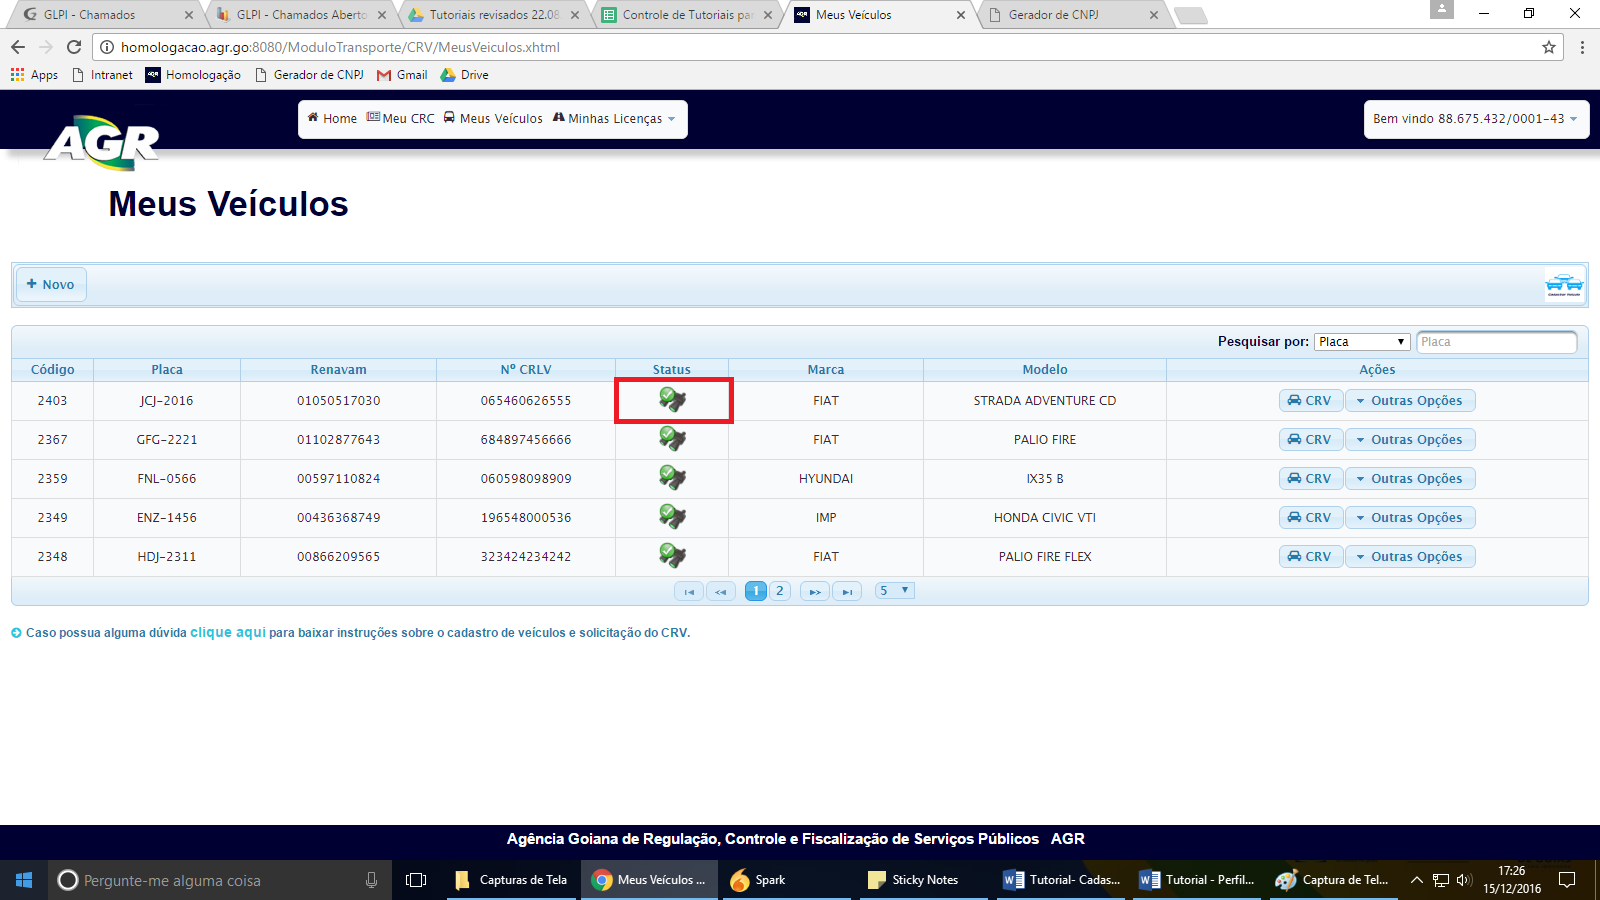 GLPI - Chamados
GLPI - Chamados Aberto
Tutoriais revisados 22.08
Controle de Tutoriais par
Meus Veículos
Gerador de CNPJ
homologacao.agr.go:8080/ModuloTransporte/CRV/MeusVeiculos.xhtml
Apps Intranet Homologação Gerador de CNPJ Gmail Drive
AGR
Home Meu CRC Meus Veículos Minhas Licenças
Bem vindo 88.675.432/0001-43
Meus Veículos
+ Novo
Pesquisar por: Placa Placa
Código Placa Renavam Nº CRLV Status Marca Modelo Ações
2403 JCJ-2016 01050517030 065460626555 FIAT STRADA ADVENTURE CD CRV Outras Opções
2367 GFG-2221 01102877643 684897456666 FIAT PALIO FIRE CRV Outras Opções
2359 FNL-0566 00597110824 060598098909 HYUNDAI IX35 B CRV Outras Opções
2349 ENZ-1456 00436368749 196548000536 IMP HONDA CIVIC VTI CRV Outras Opções
2348 HDJ-2311 00866209565 323424234242 FIAT PALIO FIRE FLEX CRV Outras Opções
1 2 5
Caso possua alguma dúvida clique aqui para baixar instruções sobre o cadastro de veículos e solicitação do CRV.
Agência Goiana de Regulação, Controle e Fiscalização de Serviços Públicos AGR
Pergunte-me alguma coisa
Capturas de Tela
Meus Veículos ...
Spark
Sticky Notes
Tutorial- Cadas...
Tutorial - Perfil...
Captura de Tel...
17:26
15/12/2016